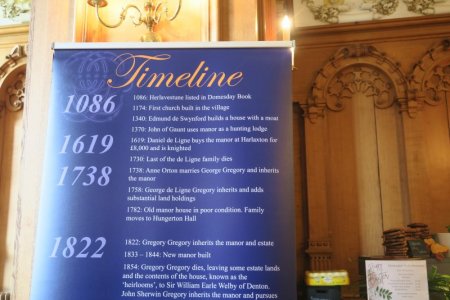 Timeline
1086
1086: Herlavestune listed in Domesday Book
1174: First church built in the village
1340: Edmund de Swynford builds a house with a moat
1370: John of Gaunt uses manor as a hunting lodge
1619
1619: Daniel de Ligne buys the manor at Harlaxton for
£8,000 and is knighted
1730: Last of the de Ligne family dies
1738
1738: Anne Orton marries George Gregory and inherits
the manor
1758: George de Ligne Gregory inherits and adds
substantial land holdings
1782: Old manor house in poor condition. Family
moves to Hungerton Hall
1822
1822: Gregory Gregory inherits the manor and estate
1833 – 1844: New manor built
1854: Gregory Gregory dies, leaving some estate lands
and the contents of the house, known as the
'heirlooms', to Sir William Earle Welby of Denton.
John Sherwin Gregory inherits the manor and pursues